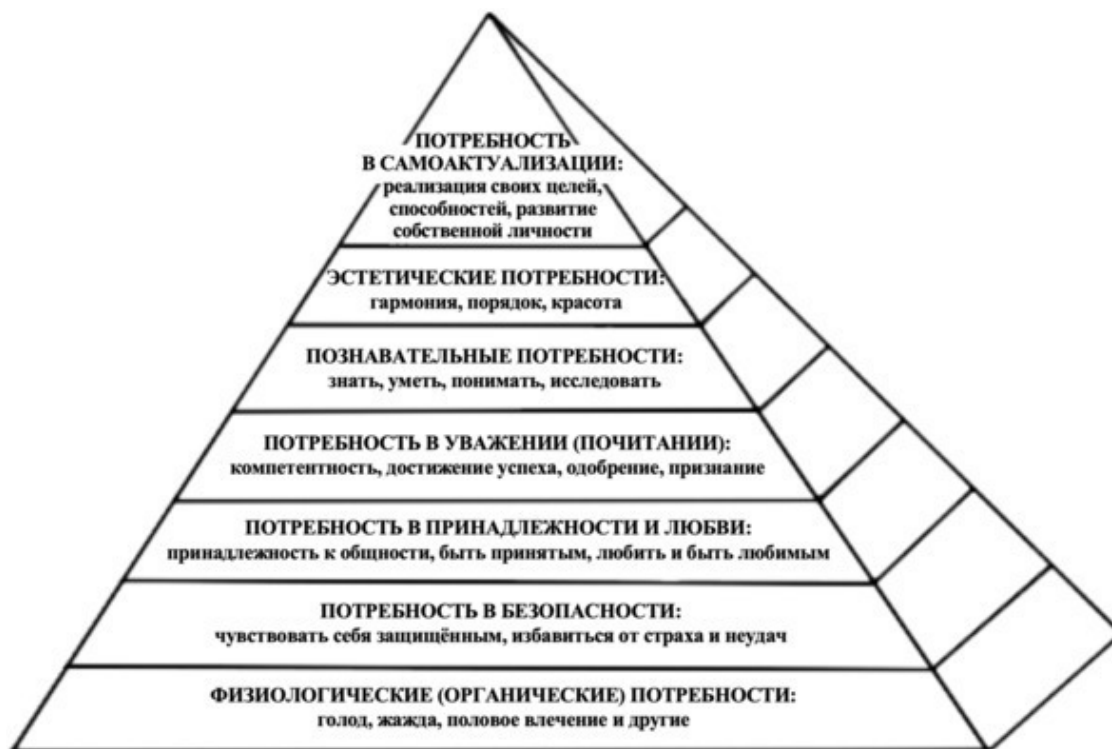 ПОТРЕБНОСТЬ
В САМОАКТУАЛИЗАЦИИ:
реализация своих целей,
способностей, развитие
собственной личности
ЭСТЕТИЧЕСКИЕ ПОТРЕБНОСТИ:
гармония, порядок, красота
ПОЗНАВАТЕЛЬНЫЕ ПОТРЕБНОСТИ:
знать, уметь, понимать, исследовать
ПОТРЕБНОСТЬ В УВАЖЕНИИ (ПОЧИТАНИИ):
компетентность, достижение успеха, одобрение, признание
ПОТРЕБНОСТЬ В ПРИНАДЛЕЖНОСТИ И ЛЮБВИ:
принадлежность к общности, быть принятым, любить и быть любимым
ПОТРЕБНОСТЬ В БЕЗОПАСНОСТИ:
чувствовать себя защищённым, избавиться от страха и неудач
ФИЗИОЛОГИЧЕСКИЕ (ОРГАНИЧЕСКИЕ) ПОТРЕБНОСТИ:
голод, жажда, половое влечение и другие